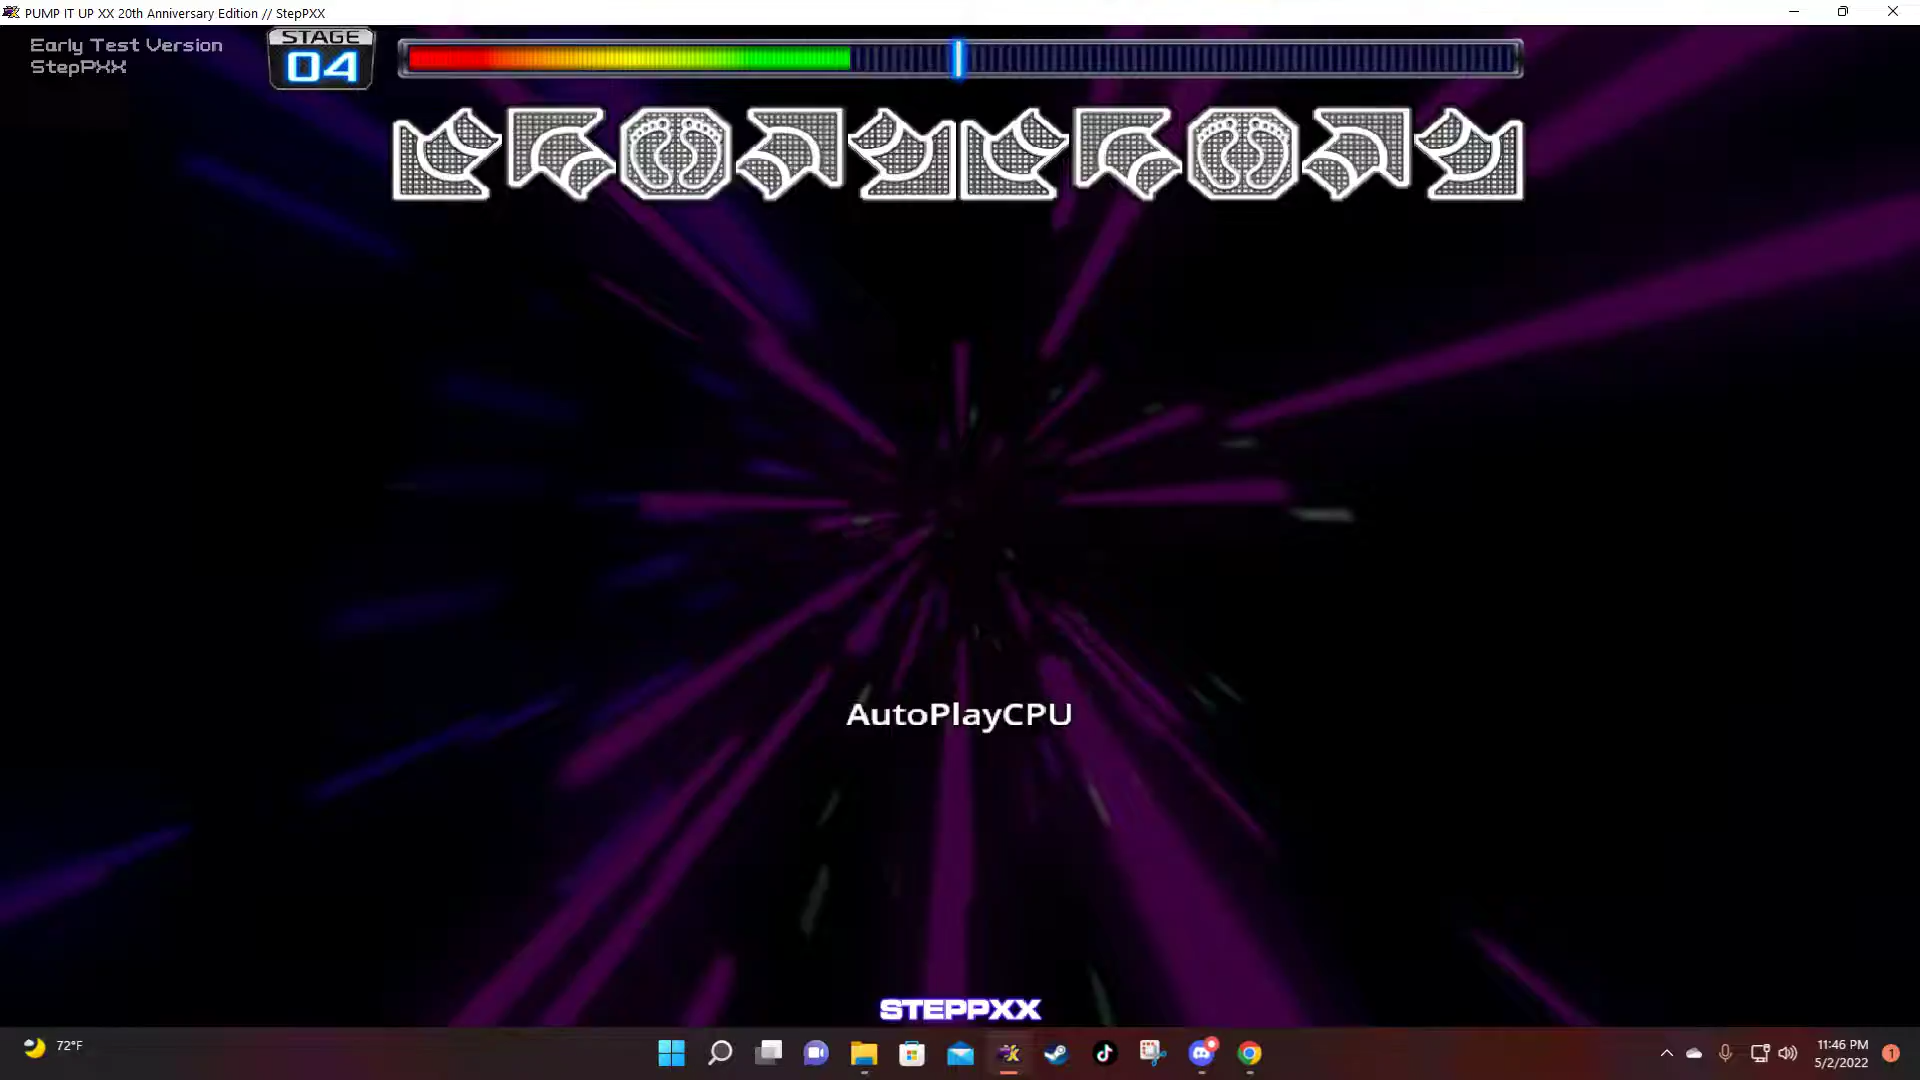 PUMP IT UP XX 20th Anniversary Edition // StepPXX
Early Test Version
StepPXX
STAGE
04
AutoPlayCPU
STEPPXX
72°F
11:46 PM
5/2/2022
1